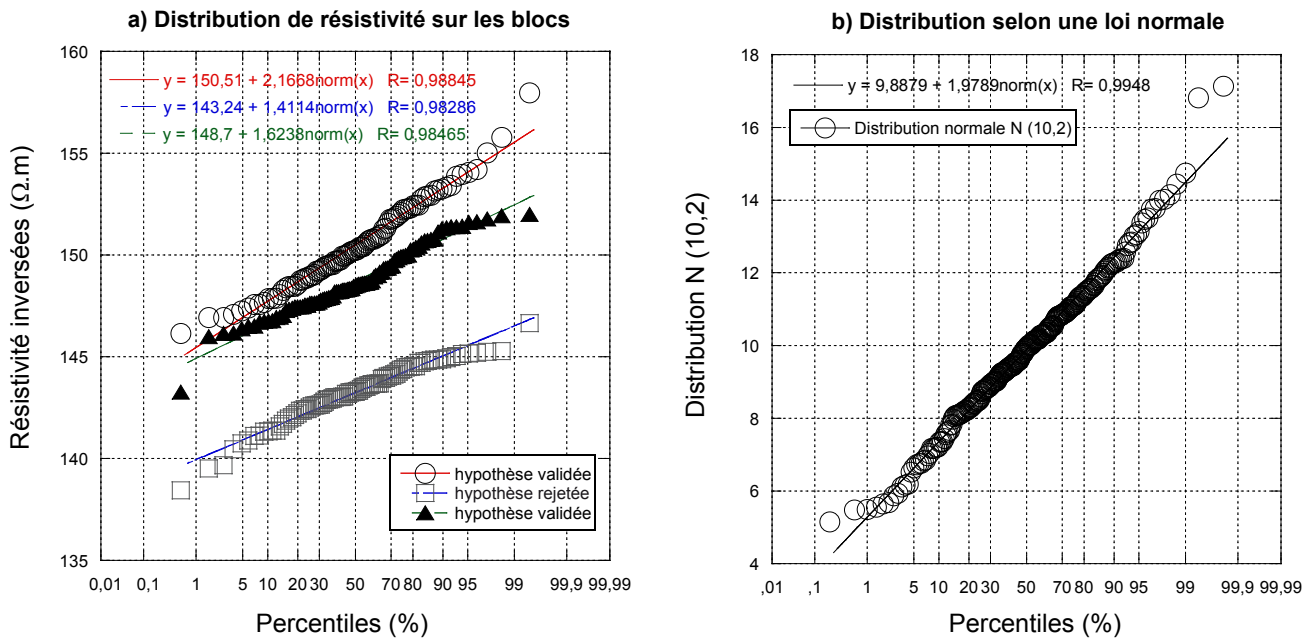 a) Distribution de résistivité sur les blocs
y = 150,51 + 2,1668norm(x) R= 0,98845
y = 143,24 + 1,4114norm(x) R= 0,98286
y = 148,7 + 1,6238norm(x) R= 0,98465
160
155
150
145
140
135
Résistivité inversées (Ω.m)
hypothèse validée
hypothèse rejetée
hypothèse validée
0,01 0,1 1 5 10 20 30 50 70 80 90 95 99 99,9 99,99
Percentiles (%)
b) Distribution selon une loi normale
y = 9,8879 + 1,9789norm(x) R= 0,9948
Distribution normale N (10,2)
18
16
14
12
10
8
6
4
Distribution N (10,2)
,01 ,1 1 5 10 20 30 50 70 80 90 95 99 99,9 99,99
Percentiles (%)